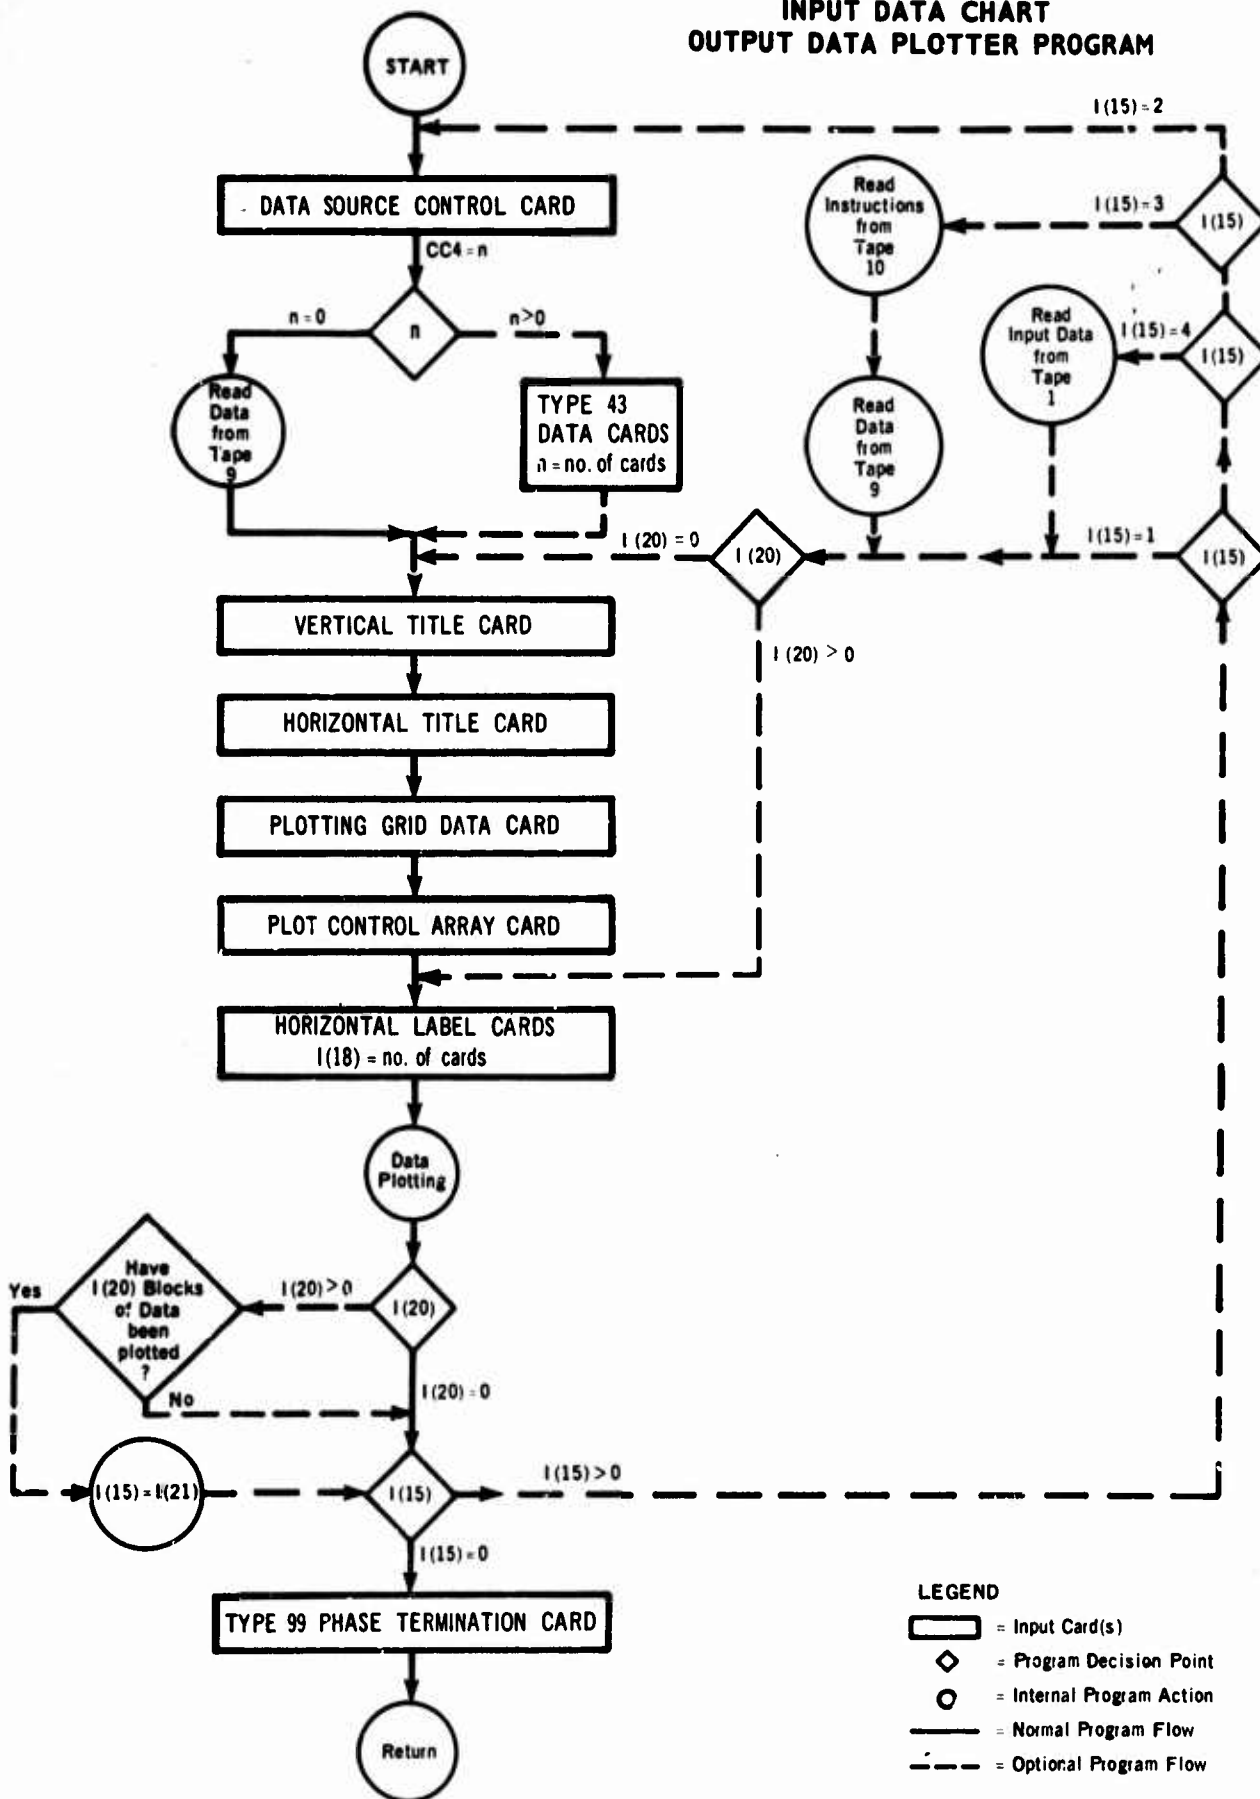 INPUT DATA CHART
OUTPUT DATA PLOTTER PROGRAM
START
I(15)=2
DATA SOURCE CONTROL CARD
Read
Instructions
from
Tape
10
I(15)=3
I(15)
CC4=n
n=0
n
n>0
Read
Input Data
from
Tape
1
I(15)=4
I(15)
Read
Data
from
Tape
9
TYPE 43
DATA CARDS
n=no. of cards
Read
Data
from
Tape
9
I(20)=0
I(20)
I(15)=1
I(15)
VERTICAL TITLE CARD
I(20)>0
HORIZONTAL TITLE CARD
PLOTTING GRID DATA CARD
PLOT CONTROL ARRAY CARD
HORIZONTAL LABEL CARDS
I(18)=no. of cards
Data
Plotting
Yes
Have
I(20) Blocks
of Data
been
plotted
?
I(20)>0
I(20)
No
I(20)=0
I(15)=I(21)
I(15)
I(15)>0
I(15)=0
TYPE 99 PHASE TERMINATION CARD
Return
LEGEND
= Input Card(s)
= Program Decision Point
= Internal Program Action
= Normal Program Flow
= Optional Program Flow